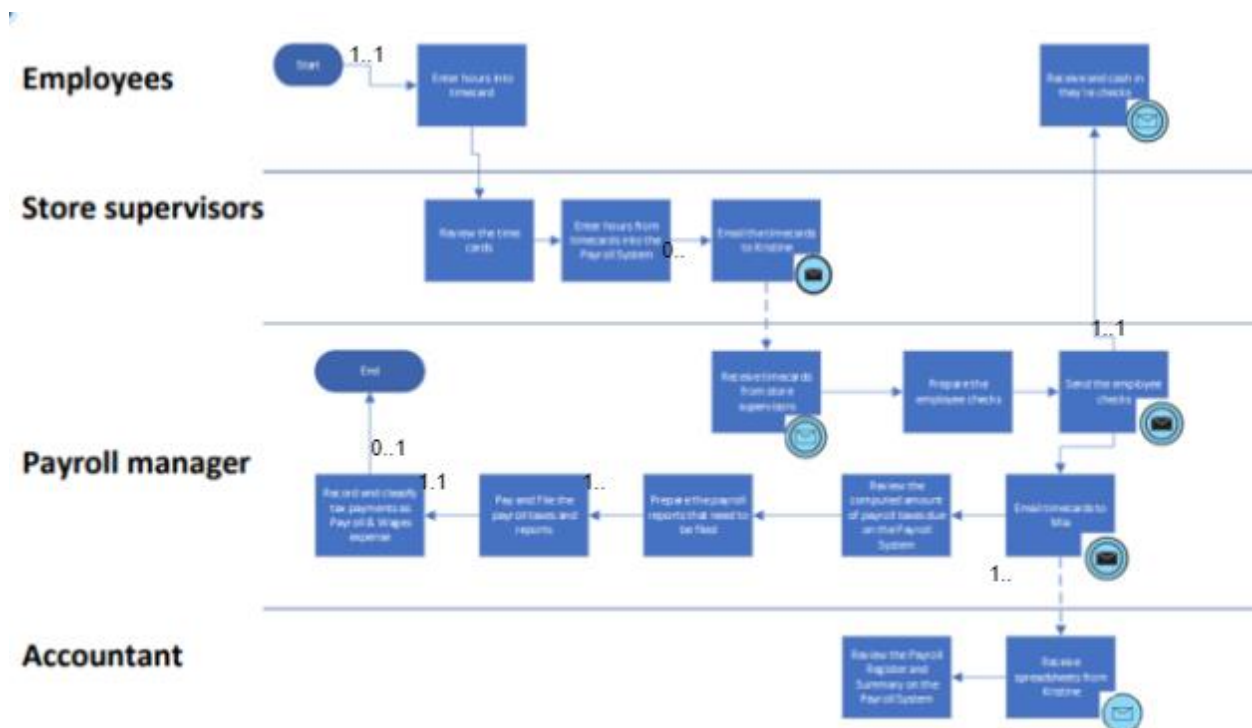 Employees
Start
1..1
Enter hours into
timecard
Receive and cash in
they're checks
Store supervisors
Review the time
cards
Enter hours from
timecards into the
Payroll System
0..
Email the timecards
to Kristine
1..1
Payroll manager
End
Receive timecards
from store
supervisors
Prepare the
employee checks
Send the employee
checks
0..1
Record and classify
tax payments as
Payroll & Wages
expense
1.1
Pay and File the
payroll taxes and
reports
1..
Prepare the payroll
reports that need to
be filed
Review the
computed amount
of payroll taxes due
on the Payroll
System
Email timecards to
Mia
1..
Accountant
Review the Payroll
Register and
Summary on the
Payroll System
Receive
spreadsheets from
Kristine